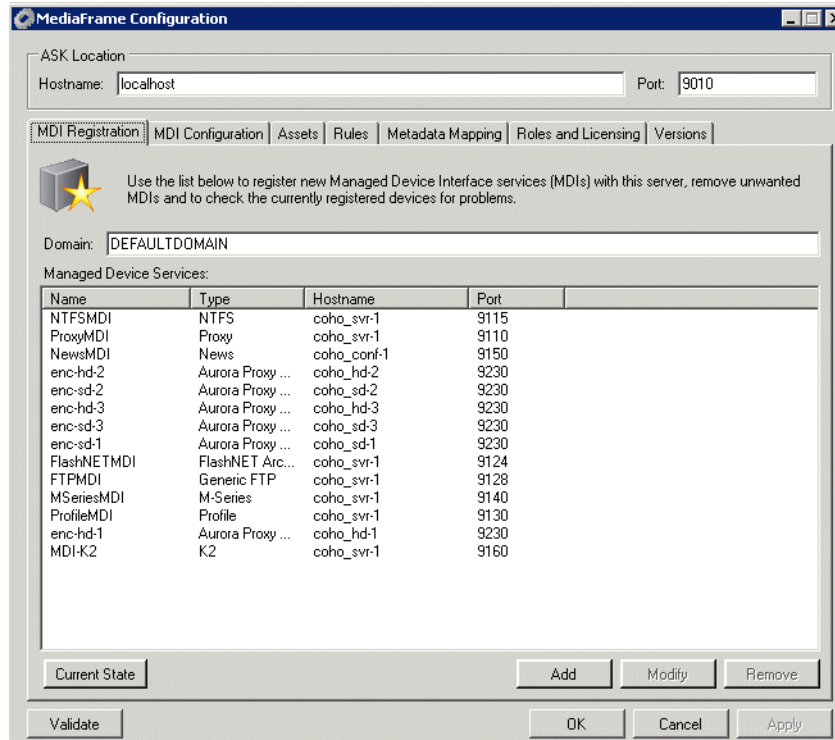 MediaFrame Configuration
ASK Location
Hostname: localhost Port: 9010
MDI Registration MDI Configuration Assets Rules Metadata Mapping Roles and Licensing Versions
Use the list below to register new Managed Device Interface services (MDIs) with this server, remove unwanted
MDIs and to check the currently registered devices for problems.
Domain: DEFAULTDOMAIN
Managed Device Services:
Name Type Hostname Port
NTFSMDI NTFS coho_svr-1 9115
ProxyMDI Proxy coho_svr-1 9110
NewsMDI News coho_conf-1 9150
enc-hd-2 Aurora Proxy ... coho_hd-2 9230
enc-sd-2 Aurora Proxy ... coho_sd-2 9230
enc-hd-3 Aurora Proxy ... coho_hd-3 9230
enc-sd-3 Aurora Proxy ... coho_sd-3 9230
enc-sd-1 Aurora Proxy ... coho_sd-1 9230
FlashNETMDI FlashNET Arc... coho_svr-1 9124
FTPMDI Generic FTP coho_svr-1 9128
MSeriesMDI M-Series coho_svr-1 9140
ProfileMDI Profile coho_svr-1 9130
enc-hd-1 Aurora Proxy ... coho_hd-1 9230
MDI-K2 K2 coho_svr-1 9160
Current State Add Modify Remove
Validate OK Cancel Apply